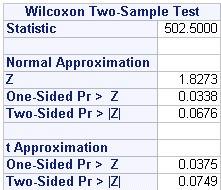 Wilcoxon Two-Sample Test
Statistic 502.5000
Normal Approximation
Z 1.8273
One-Sided Pr > Z 0.0338
Two-Sided Pr > |Z| 0.0676
t Approximation
One-Sided Pr > Z 0.0375
Two-Sided Pr > |Z| 0.0749